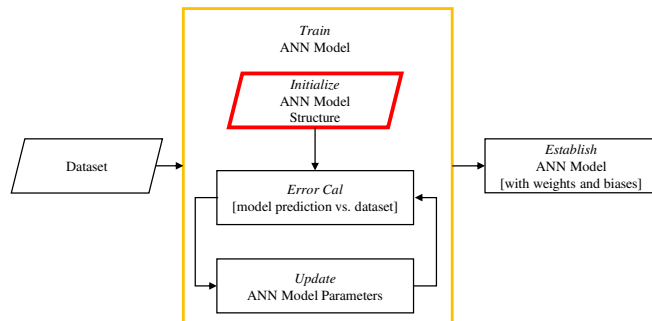 Train
ANN Model
Initialize
ANN Model
Structure
Dataset
Error Cal
[model prediction vs. dataset]
Update
ANN Model Parameters
Establish
ANN Model
[with weights and biases]